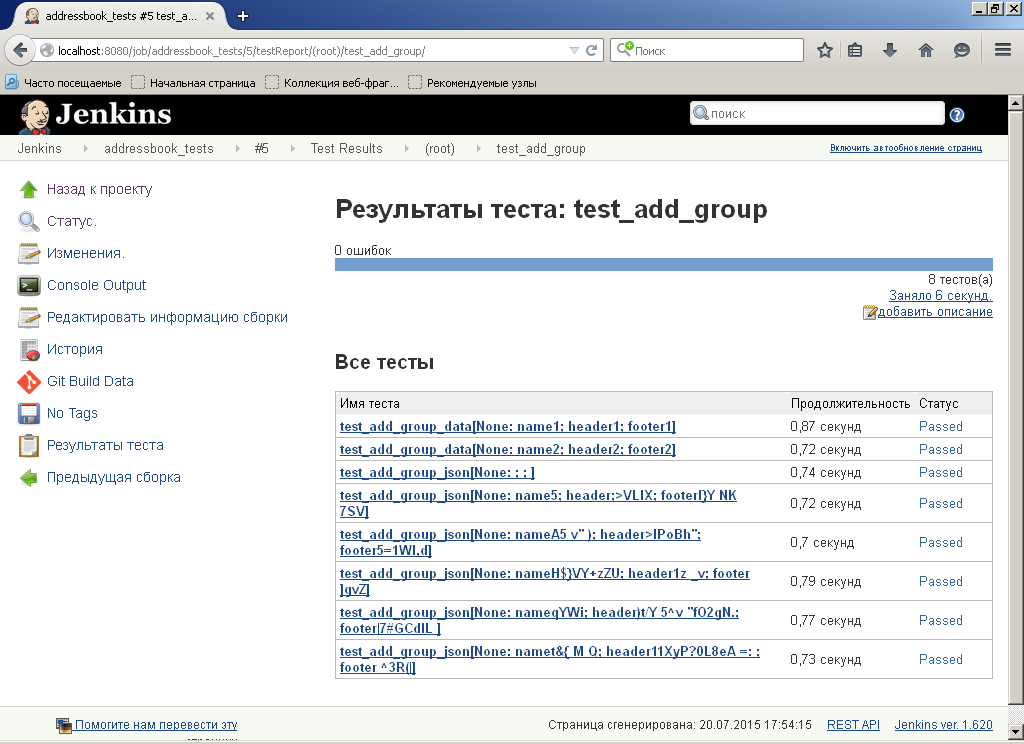 addressbook_tests #5 test_a...
localhost:8080/job/addressbook_tests/5/testReport/(root)/test_add_group/
Поиск
Часто посещаемые
Начальная страница
Коллекция веб-фраг...
Рекомендуемые узлы
Jenkins
поиск
Jenkins
addressbook_tests
#5
Test Results
(root)
test_add_group
Включить автообновление страниц
Назад к проекту
Статус.
Изменения.
Console Output
Редактировать информацию сборки
История
Git Build Data
No Tags
Результаты теста
Предыдущая сборка
Результаты теста: test_add_group
0 ошибок
8 тестов(а)
Заняло 6 секунд.
добавить описание
Все тесты
Имя теста Продолжительность Статус
test_add_group_data[None: name1; header1; footer1] 0,87 секунд Passed
test_add_group_data[None: name2; header2; footer2] 0,72 секунд Passed
test_add_group_json[None: ; ; ] 0,74 секунд Passed
test_add_group_json[None: name5; header;>VLIX; footerI}Y NK 0,72 секунд Passed
7SV]
test_add_group_json[None: nameA5 v" ); header>IPoBh"; 0,7 секунд Passed
footer5=1WI,d]
test_add_group_json[None: nameH$}VY+zZU; header1z _v; footer 0,79 секунд Passed
]gvZ]
test_add_group_json[None: nameqYWi; header)t/Y 5^v "fO2gN.; 0,77 секунд Passed
footer|7#GCdIL ]
test_add_group_json[None: namet&{ M Q; header11XyP?0L8eA =: ; 0,73 секунд Passed
footer ^3R(|]
Помогите нам перевести эту
Страница сгенерирована: 20.07.2015 17:54:15 REST API Jenkins ver. 1.620